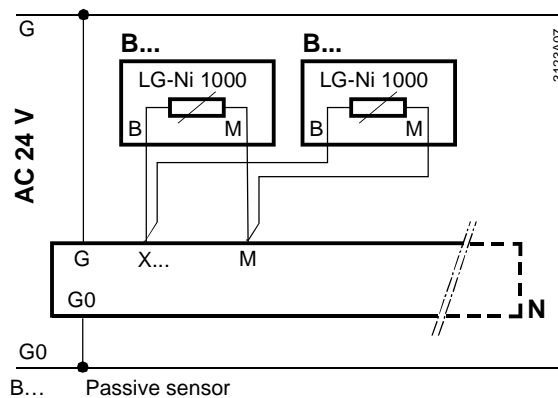 G
B... B...
LG-Ni 1000 LG-Ni 1000
B M B M
3123A07
AC 24 V
G X... M
G0
N
G0
B... Passive sensor